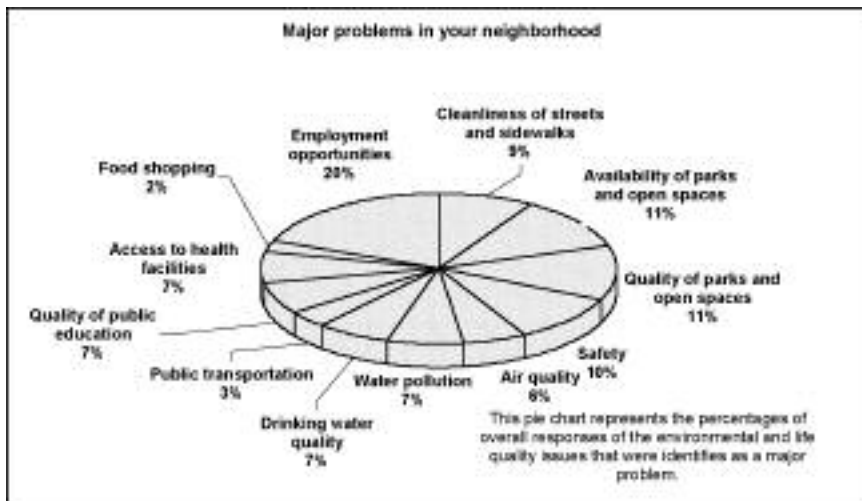 Major problems in your neighborhood
Employment
opportunities
20%
Cleanliness of streets
and sidewalks
9%
Availability of parks
and open spaces
11%
Quality of parks and
open spaces
11%
Safety
10%
Air quality
6%
Water pollution
7%
Drinking water
quality
7%
Public transportation
3%
Quality of public
education
7%
Access to health
facilities
7%
Food shopping
2%
This pie chart represents the percentages of
overall responses of the environmental and life
quality issues that were identifies as a major
problem.